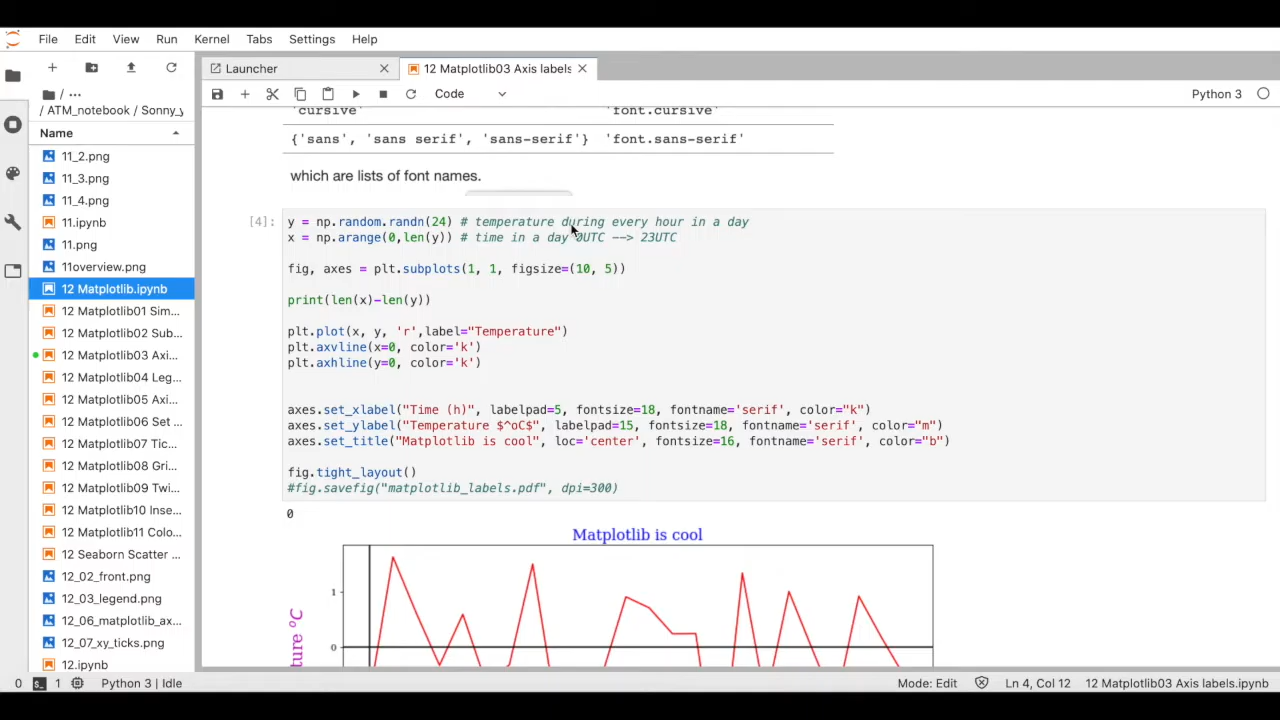 File Edit View Run Kernel Tabs Settings Help
Launcher
12 Matplotlib03 Axis labels
Code
Python 3
/ ATM_notebook / Sonny_y
Name
11_2.png
11_3.png
11_4.png
11.ipynb
11.png
11overview.png
12 Matplotlib.ipynb
12 Matplotlib01 Sim...
12 Matplotlib02 Sub...
12 Matplotlib03 Axi...
12 Matplotlib04 Leg...
12 Matplotlib05 Axi...
12 Matplotlib06 Set ...
12 Matplotlib07 Tic...
12 Matplotlib08 Gri...
12 Matplotlib09 Twi...
12 Matplotlib10 Inse...
12 Matplotlib11 Colo...
12 Seaborn Scatter ...
12_02_front.png
12_03_legend.png
12_06_matplotlib_ax...
12_07_xy_ticks.png
12.ipynb
'cursive' 'font.cursive'
{'sans', 'sans serif', 'sans-serif'} 'font.sans-serif'
which are lists of font names.
[4]:
y = np.random.randn(24) # temperature during every hour in a day
x = np.arange(0,len(y)) # time in a day 0UTC --> 23UTC
fig, axes = plt.subplots(1, 1, figsize=(10, 5))
print(len(x)-len(y))
plt.plot(x, y, 'r',label="Temperature")
plt.axvline(x=0, color='k')
plt.axhline(y=0, color='k')
axes.set_xlabel("Time (h)", labelpad=5, fontsize=18, fontname='serif', color="k")
axes.set_ylabel("Temperature $^oC$", labelpad=15, fontsize=18, fontname='serif', color="m")
axes.set_title("Matplotlib is cool", loc='center', fontsize=16, fontname='serif', color="b")
fig.tight_layout()
#fig.savefig("matplotlib_labels.pdf", dpi=300)
0
Matplotlib is cool
1
0
ture °C
0 1 Python 3 | Idle Mode: Edit Ln 4, Col 12 12 Matplotlib03 Axis labels.ipynb